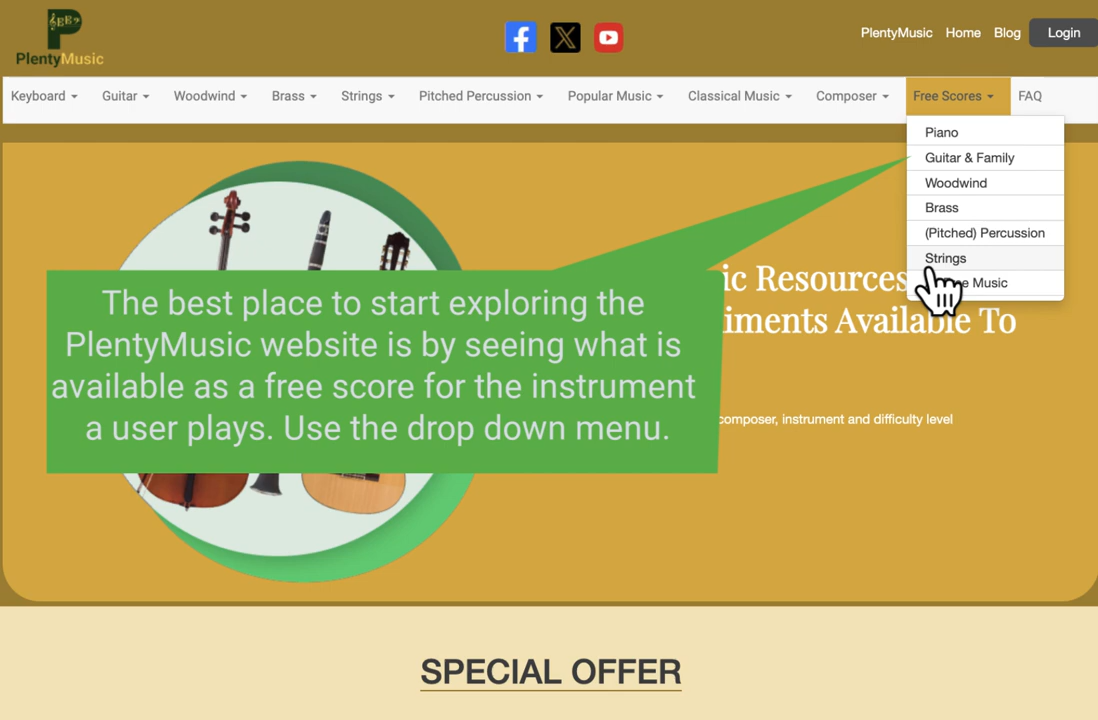 PlentyMusic
PlentyMusic Home Blog Login
Keyboard Guitar Woodwind Brass Strings Pitched Percussion Popular Music Classical Music Composer Free Scores FAQ
Piano
Guitar & Family
Woodwind
Brass
(Pitched) Percussion
Strings
Music
The best place to start exploring the
PlentyMusic website is by seeing what is
available as a free score for the instrument
a user plays. Use the drop down menu.
Resources
Available To
composer, instrument and difficulty level
SPECIAL OFFER